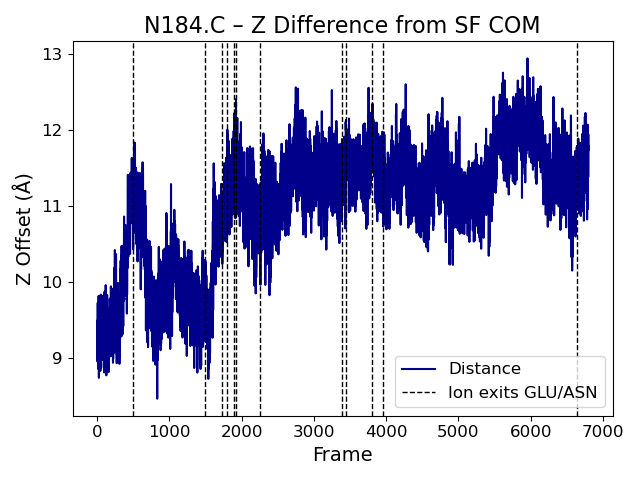 N184.C – Z Difference from SF COM
Z Offset (Å)
13
12
11
10
9
Distance
Ion exits GLU/ASN
0 1000 2000 3000 4000 5000 6000 7000
Frame